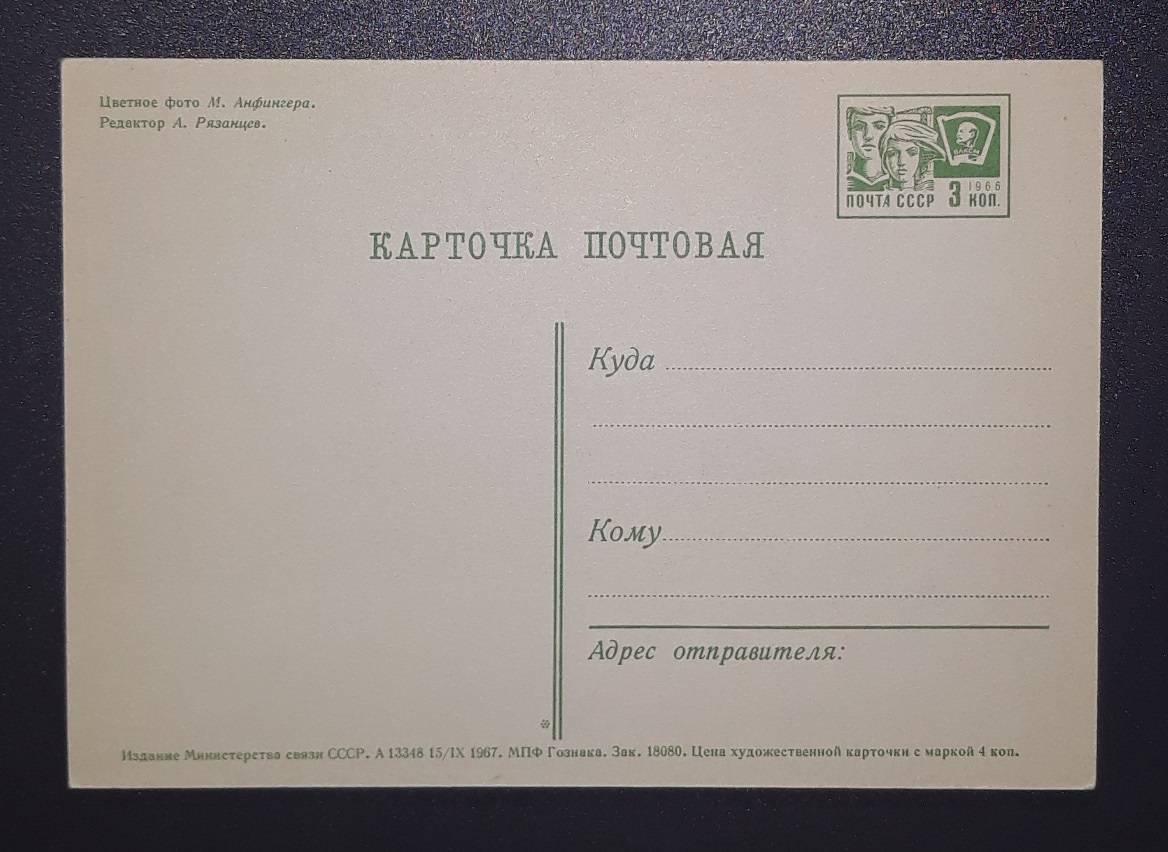 Цветное фото М. Анфингера.
Редактор А. Рязанцев.
ВЛКСМ
1966
ПОЧТА СССР 3 КОП.
КАРТОЧКА ПОЧТОВАЯ
Куда
Кому
Адрес отправителя:
Издание Министерства связи СССР. А 13348 15/IX 1967. МПФ Гознака. Зак. 18080. Цена художественной карточки с маркой 4 коп.